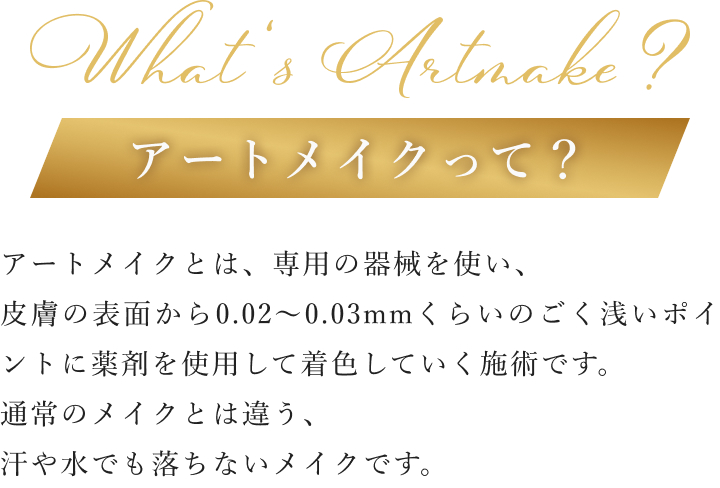 What‘s Artmake?
アートメイクって？
アートメイクとは、専用の器械を使い、
皮膚の表面から0.02〜0.03mmくらいのごく浅いポイ
ントに薬剤を使用して着色していく施術です。
通常のメイクとは違う、
汗や水でも落ちないメイクです。